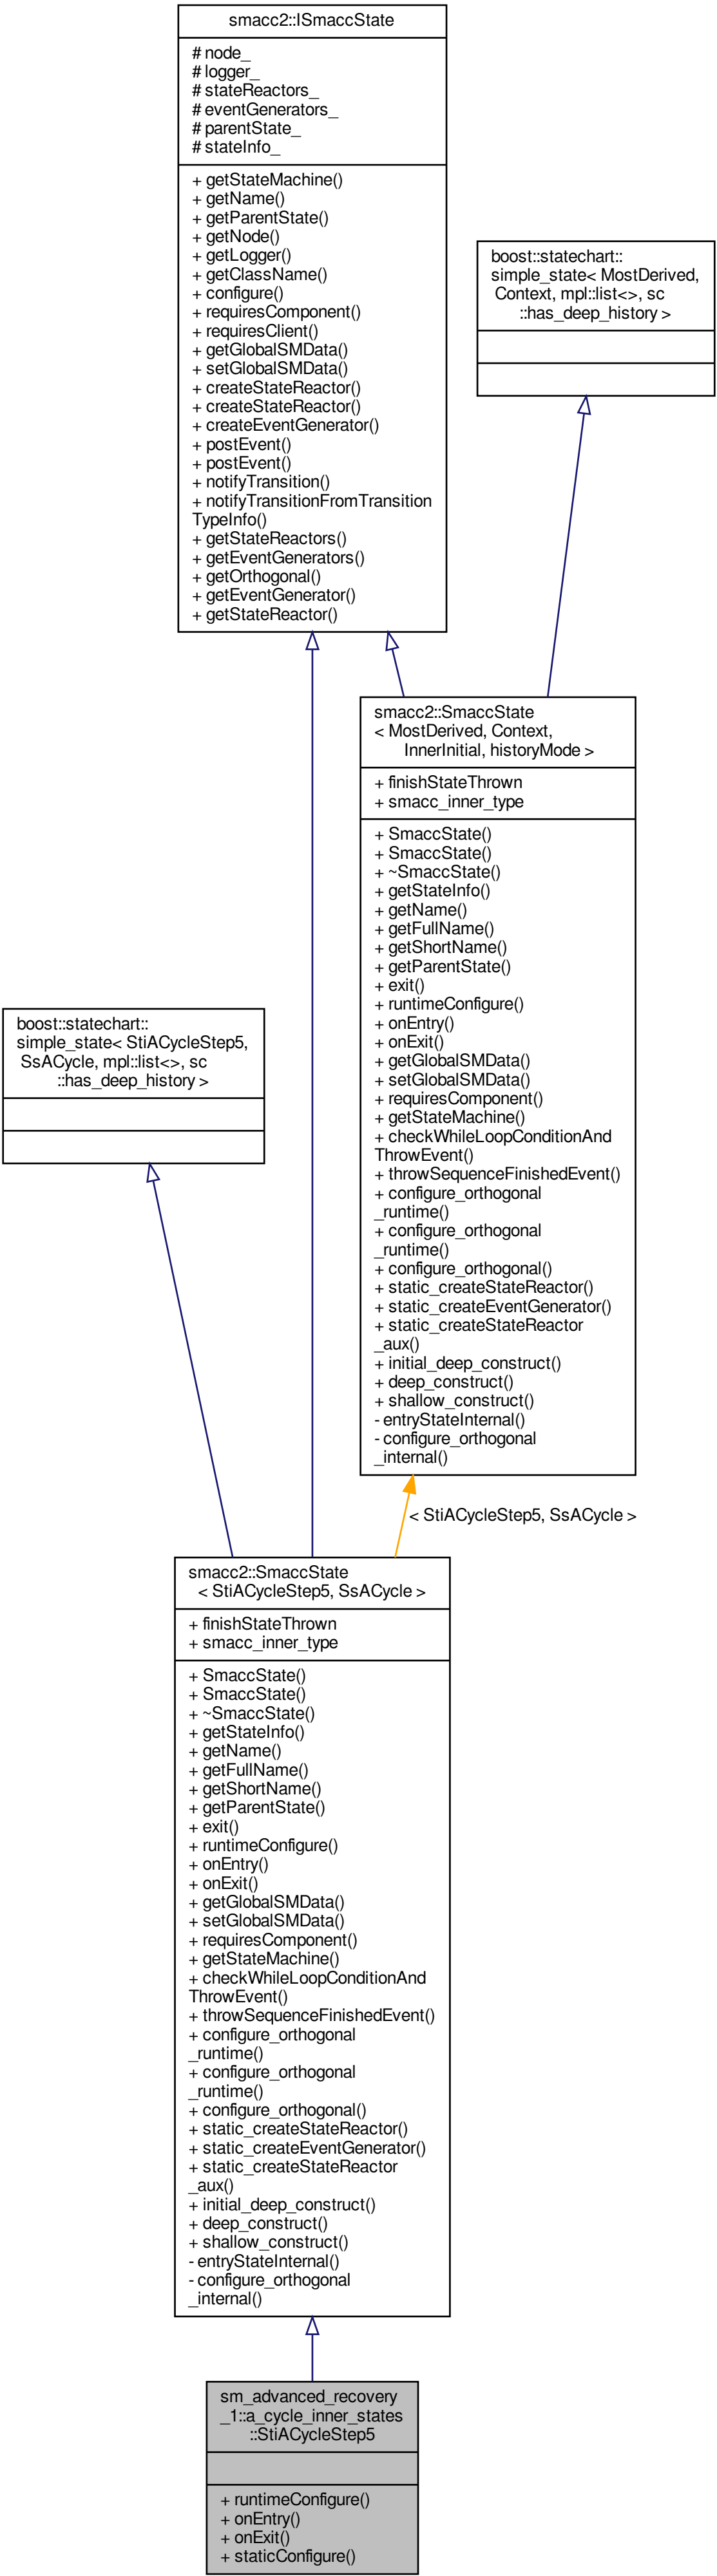 smacc2::ISmaccState
# node_
# logger_
# stateReactors_
# eventGenerators_
# parentState_
# stateInfo_
+ getStateMachine()
+ getName()
+ getParentState()
+ getNode()
+ getLogger()
+ getClassName()
+ configure()
+ requiresComponent()
+ requiresClient()
+ getGlobalSMData()
+ setGlobalSMData()
+ createStateReactor()
+ createStateReactor()
+ createEventGenerator()
+ postEvent()
+ postEvent()
+ notifyTransition()
+ notifyTransitionFromTransition
TypeInfo()
+ getStateReactors()
+ getEventGenerators()
+ getOrthogonal()
+ getEventGenerator()
+ getStateReactor()
boost::statechart::
simple_state< MostDerived,
Context, mpl::list<>, sc
::has_deep_history >
smacc2::SmaccState
< MostDerived, Context,
InnerInitial, historyMode >
+ finishStateThrown
+ smacc_inner_type
+ SmaccState()
+ SmaccState()
+ ~SmaccState()
+ getStateInfo()
+ getName()
+ getFullName()
+ getShortName()
+ getParentState()
+ exit()
+ runtimeConfigure()
+ onEntry()
+ onExit()
+ getGlobalSMData()
+ setGlobalSMData()
+ requiresComponent()
+ getStateMachine()
+ checkWhileLoopConditionAnd
ThrowEvent()
+ throwSequenceFinishedEvent()
+ configure_orthogonal
_runtime()
+ configure_orthogonal
_runtime()
+ configure_orthogonal()
+ static_createStateReactor()
+ static_createEventGenerator()
+ static_createStateReactor
_aux()
+ initial_deep_construct()
+ deep_construct()
+ shallow_construct()
- entryStateInternal()
- configure_orthogonal
_internal()
boost::statechart::
simple_state< StiACycleStep5,
SsACycle, mpl::list<>, sc
::has_deep_history >
< StiACycleStep5, SsACycle >
smacc2::SmaccState
< StiACycleStep5, SsACycle >
+ finishStateThrown
+ smacc_inner_type
+ SmaccState()
+ SmaccState()
+ ~SmaccState()
+ getStateInfo()
+ getName()
+ getFullName()
+ getShortName()
+ getParentState()
+ exit()
+ runtimeConfigure()
+ onEntry()
+ onExit()
+ getGlobalSMData()
+ setGlobalSMData()
+ requiresComponent()
+ getStateMachine()
+ checkWhileLoopConditionAnd
ThrowEvent()
+ throwSequenceFinishedEvent()
+ configure_orthogonal
_runtime()
+ configure_orthogonal
_runtime()
+ configure_orthogonal()
+ static_createStateReactor()
+ static_createEventGenerator()
+ static_createStateReactor
_aux()
+ initial_deep_construct()
+ deep_construct()
+ shallow_construct()
- entryStateInternal()
- configure_orthogonal
_internal()
sm_advanced_recovery
_1::a_cycle_inner_states
::StiACycleStep5
+ runtimeConfigure()
+ onEntry()
+ onExit()
+ staticConfigure()